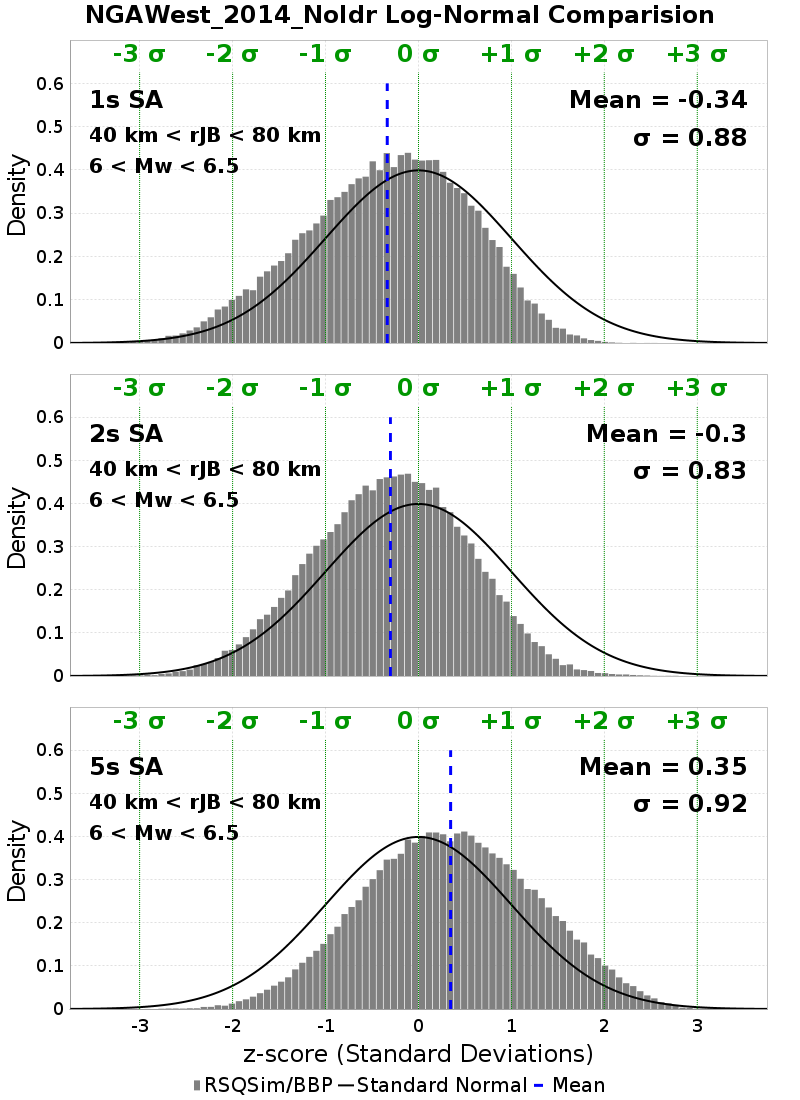 NGAWest_2014_NoIdr Log-Normal Comparision
-3 σ -2 σ -1 σ 0 σ +1 σ +2 σ +3 σ
0.6
1s SA Mean = -0.34
0.5
40 km < rJB < 80 km σ = 0.88
6 < Mw < 6.5
0.4
0.3
0.2
0.1
0
Density
-3 σ -2 σ -1 σ 0 σ +1 σ +2 σ +3 σ
0.6
2s SA Mean = -0.3
0.5
40 km < rJB < 80 km σ = 0.83
6 < Mw < 6.5
0.4
0.3
0.2
0.1
0
Density
-3 σ -2 σ -1 σ 0 σ +1 σ +2 σ +3 σ
0.6
5s SA Mean = 0.35
0.5
40 km < rJB < 80 km σ = 0.92
6 < Mw < 6.5
0.4
0.3
0.2
0.1
0
Density
-3 -2 -1 0 1 2 3
z-score (Standard Deviations)
RSQSim/BBP Standard Normal Mean